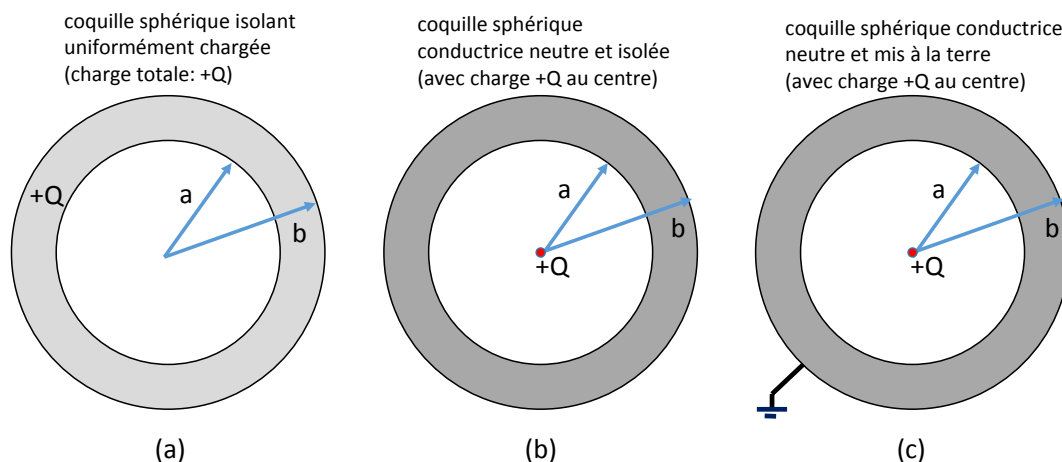 coquille sphérique isolant
uniformément chargée
(charge totale: +Q)
coquille sphérique
conductrice neutre et isolée
(avec charge +Q au centre)
coquille sphérique conductrice
neutre et mis à la terre
(avec charge +Q au centre)
+Q
a
b
a
b
+Q
a
b
+Q
(a)
(b)
(c)